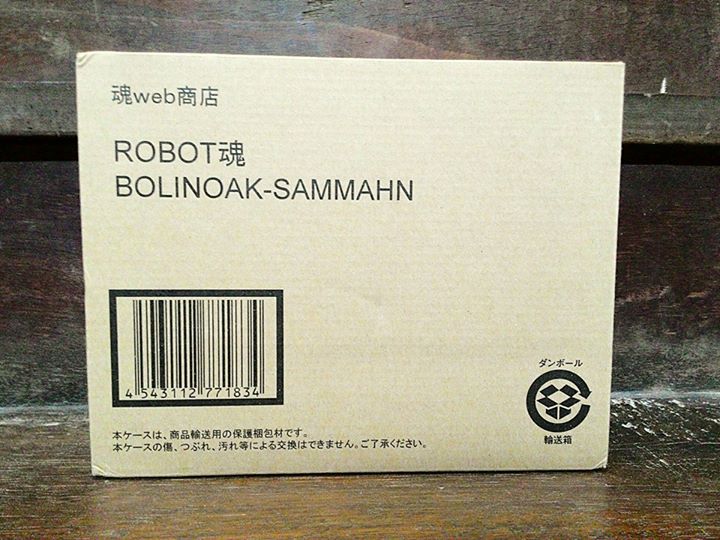 魂web商店
ROBOT魂
BOLINOAK-SAMMAHN
4 543112 771834
ダンボール
輸送箱
本ケースは、商品輸送用の保護梱包材です。
本ケースの傷、つぶれ、汚れ等による交換はできません。ご了承ください。